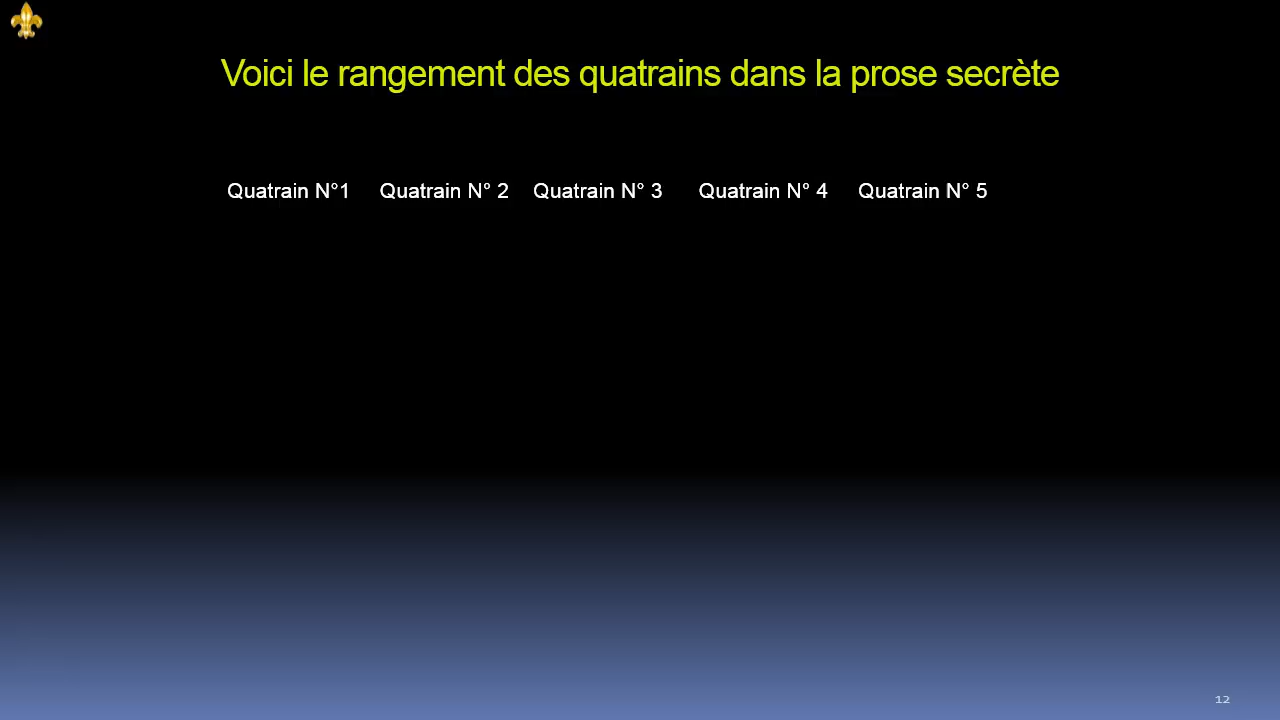 Voici le rangement des quatrains dans la prose secrète
Quatrain N°1 Quatrain N° 2 Quatrain N° 3 Quatrain N° 4 Quatrain N° 5
12